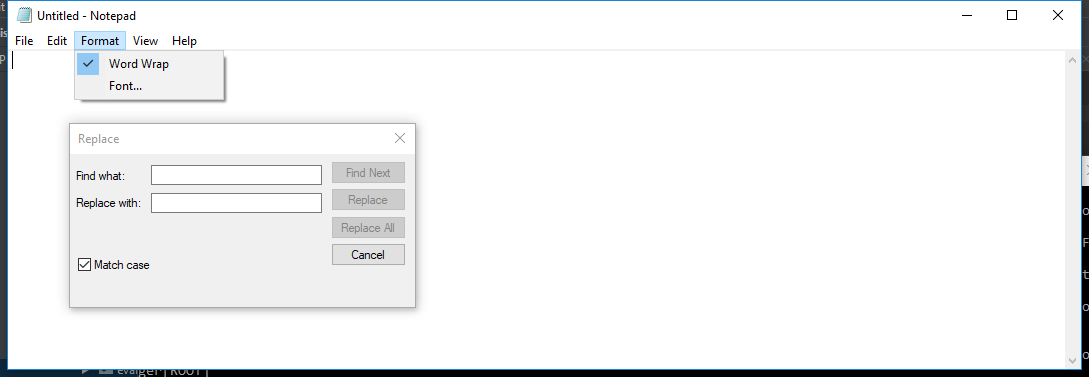 Untitled - Notepad
File Edit Format View Help
Word Wrap
Font...
Replace
Find what:
Find Next
Replace with:
Replace
Replace All
Cancel
Match case